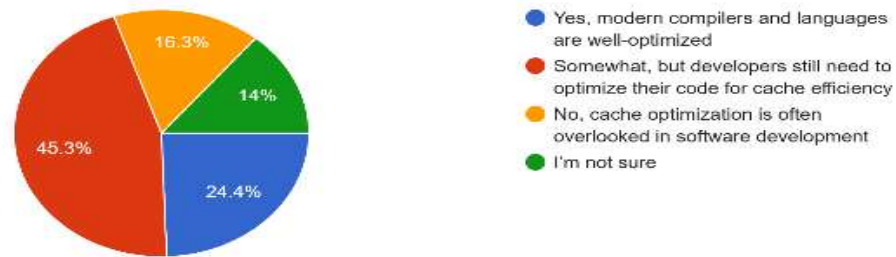 16.3%
14%
45.3%
24.4%
Yes, modern compilers and languages
are well-optimized
Somewhat, but developers still need to
optimize their code for cache efficiency
No, cache optimization is often
overlooked in software development
I'm not sure